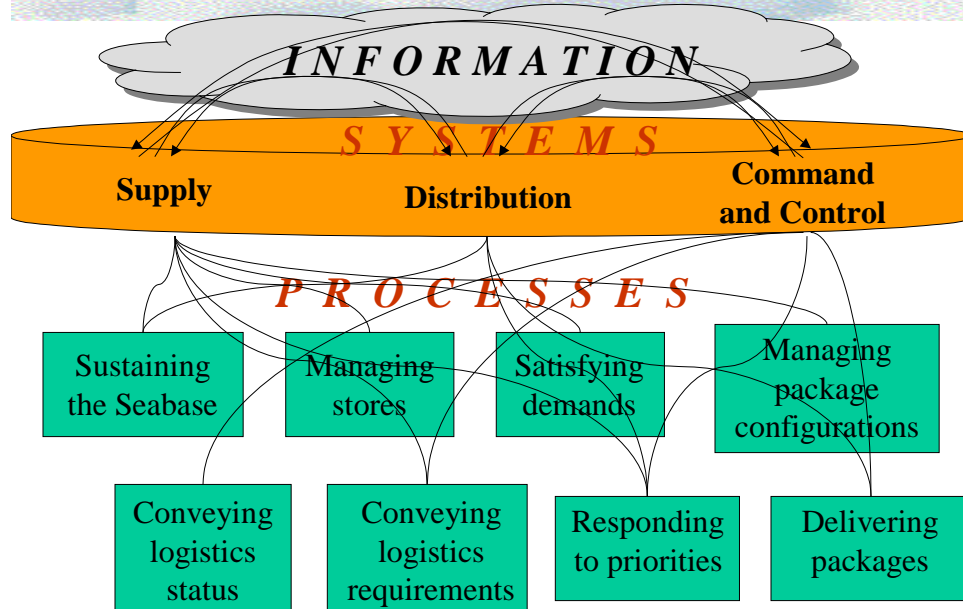 INFORMATION
SYSTEMS
Supply
Distribution
Command
and Control
PROCESSES
Sustaining
the Seabase
Managing
stores
Satisfying
demands
Managing
package
configurations
Conveying
logistics
status
Conveying
logistics
requirements
Responding
to priorities
Delivering
packages